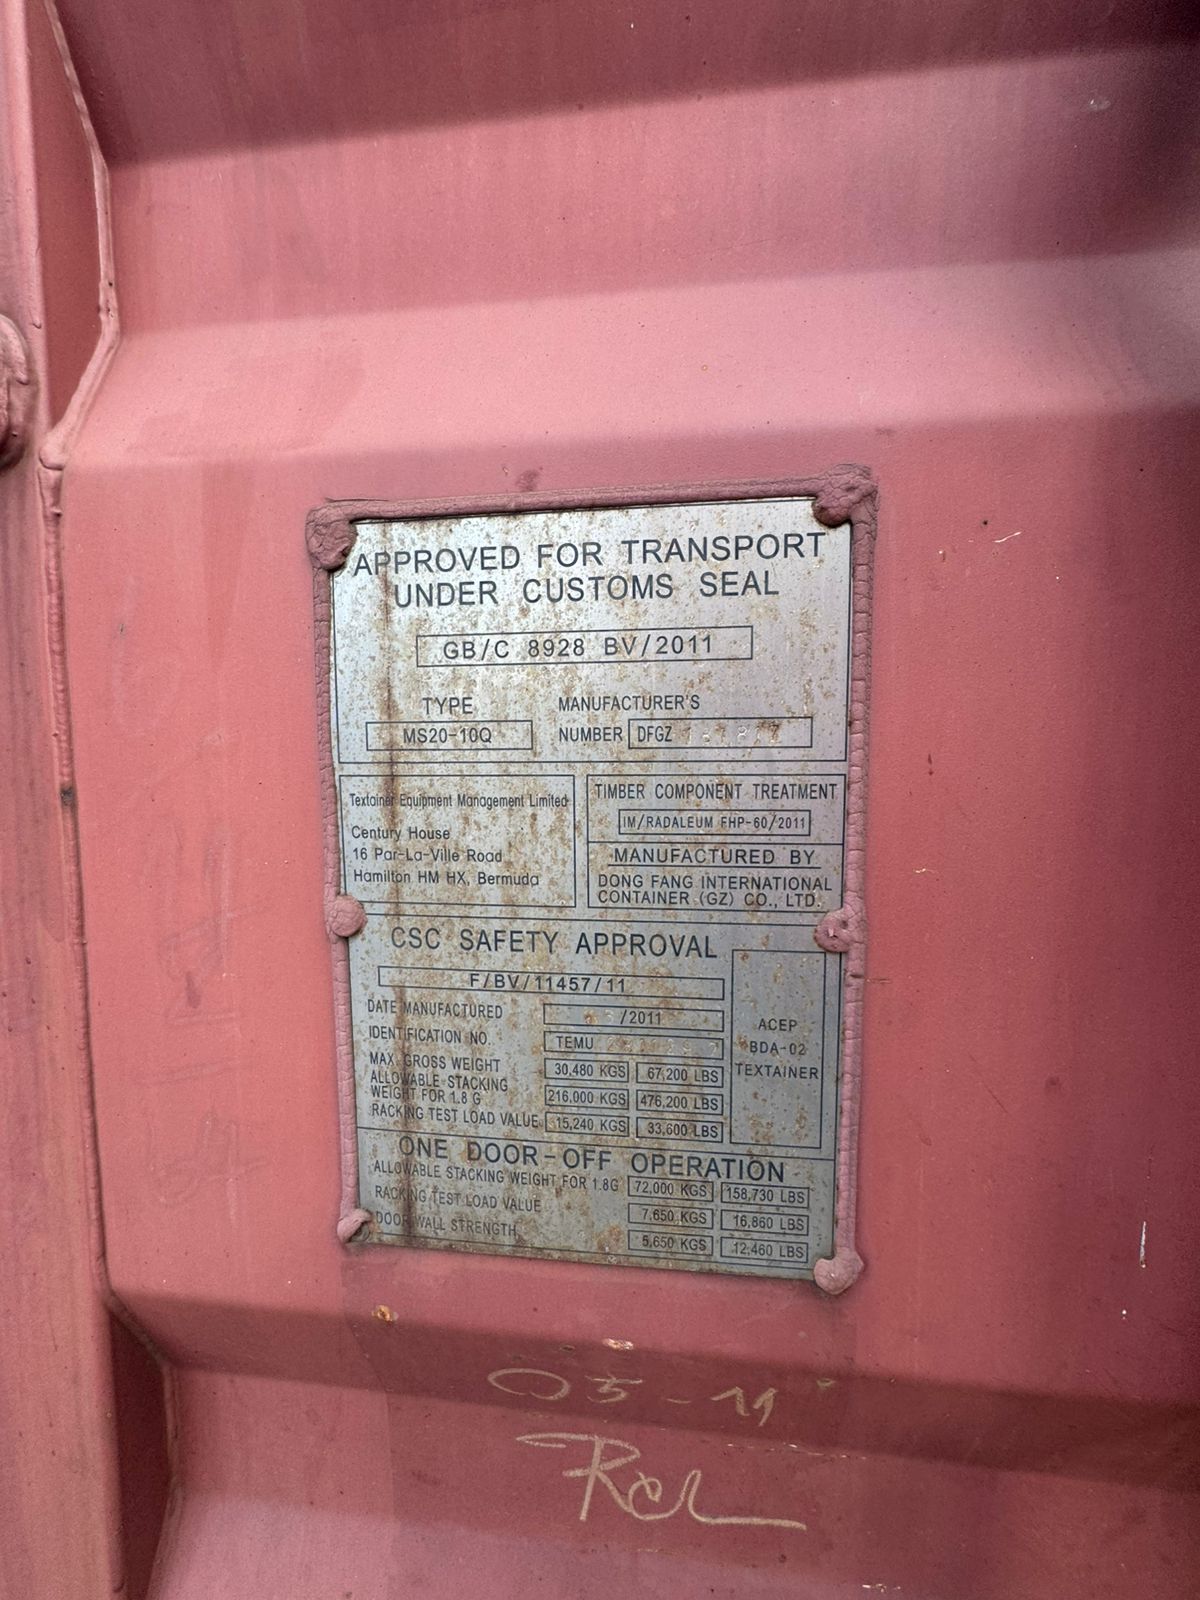 APPROVED FOR TRANSPORT
UNDER CUSTOMS SEAL
GB/C 8928 BV/2011
TYPE
MS20-10Q
MANUFACTURER'S
NUMBER DFGZ
Textainer Equipment Management Limited
Century House
16 Par-La-Ville Road
Hamilton HM HX, Bermuda
TIMBER COMPONENT TREATMENT
IM/RADALEUM FHP-60/2011
MANUFACTURED BY
DONG FANG INTERNATIONAL
CONTAINER (GZ) CO., LTD.
CSC SAFETY APPROVAL
F/BV/11457/11
DATE MANUFACTURED /2011
IDENTIFICATION NO. TEMU
MAX. GROSS WEIGHT 30,480 KGS 67,200 LBS
ALLOWABLE STACKING
WEIGHT FOR 1.8 G 216,000 KGS 476,200 LBS
RACKING TEST LOAD VALUE 15,240 KGS 33,600 LBS
ACEP
BDA-02
TEXTAINER
ONE DOOR-OFF OPERATION
ALLOWABLE STACKING WEIGHT FOR 1.8G 72,000 KGS 158,730 LBS
RACKING TEST LOAD VALUE 7,650 KGS 16,860 LBS
DOOR WALL STRENGTH 5,650 KGS 12,460 LBS
05-11